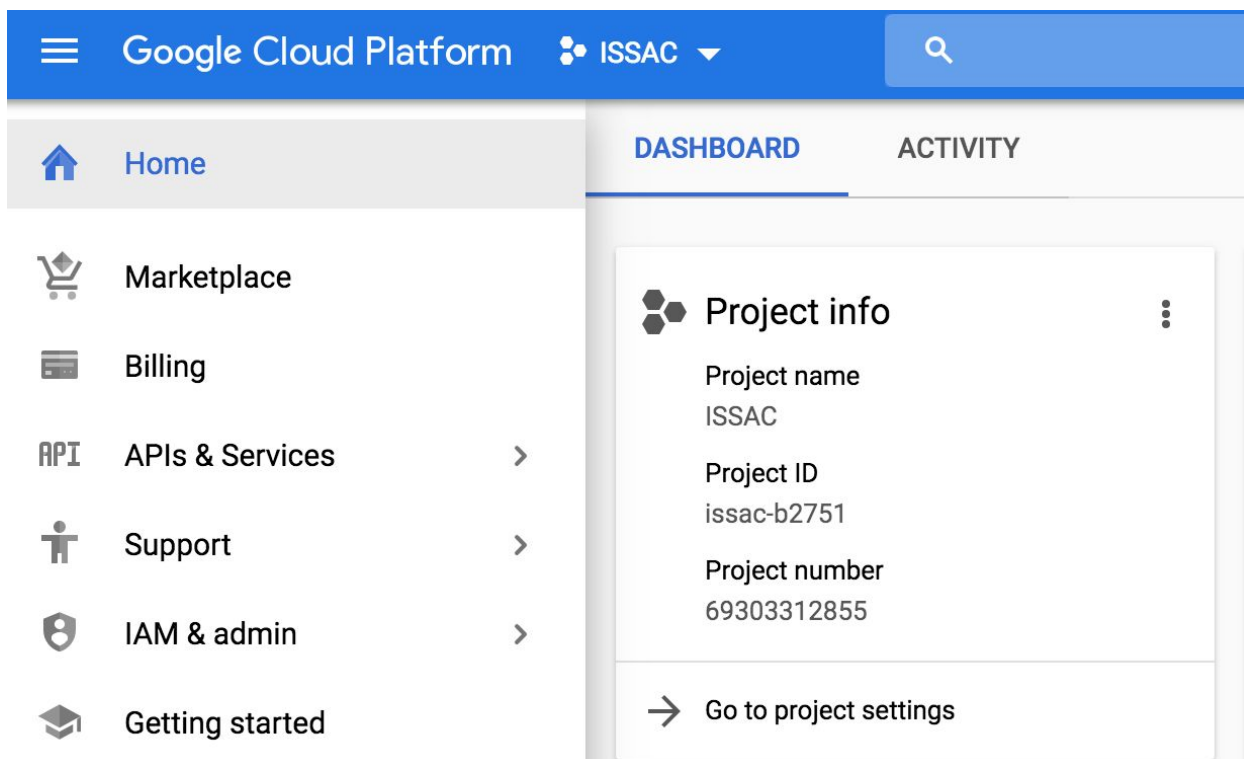 Google Cloud Platform ISSAC
Home
Marketplace
Billing
API APIs & Services
Support
IAM & admin
Getting started
DASHBOARD ACTIVITY
Project info
Project name
ISSAC
Project ID
issac-b2751
Project number
69303312855
Go to project settings